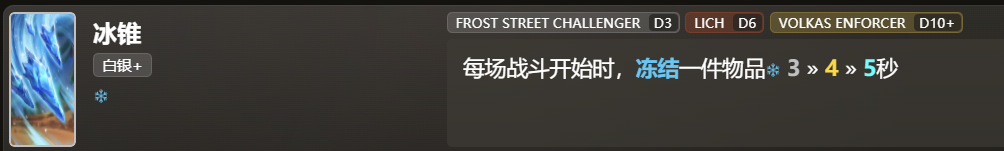 冰锥
白银+
FROST STREET CHALLENGER D3 LICH D6 VOLKAS ENFORCER D10+
每场战斗开始时，冻结一件物品 3 » 4 » 5秒